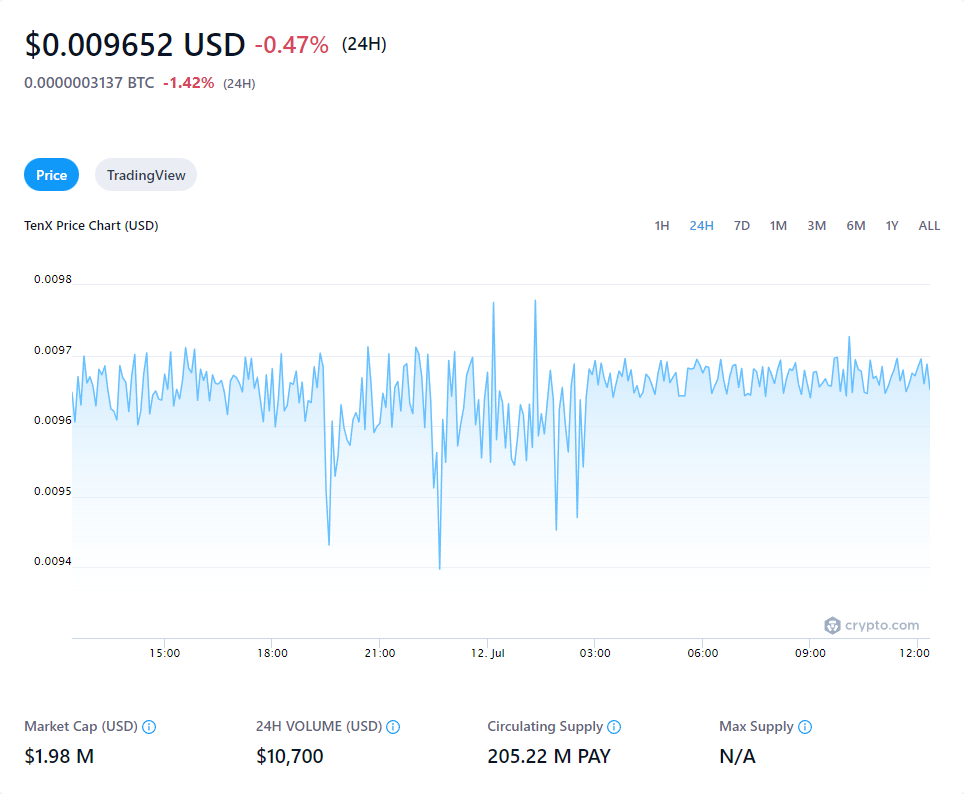 $0.009652 USD -0.47% (24H)
0.0000003137 BTC -1.42% (24H)
Price TradingView
TenX Price Chart (USD) 1H 24H 7D 1M 3M 6M 1Y ALL
0.0098
0.0097
0.0096
0.0095
0.0094
crypto.com
15:00 18:00 21:00 12. Jul 03:00 06:00 09:00 12:00
Market Cap (USD) 24H VOLUME (USD) Circulating Supply Max Supply
$1.98 M $10,700 205.22 M PAY N/A